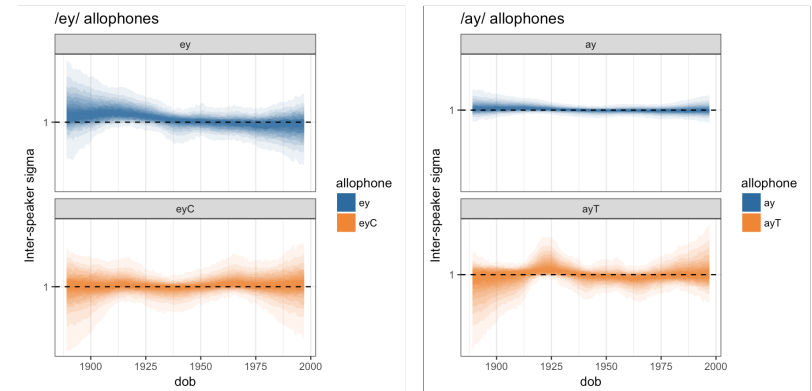 /ey/ allophones
ey
1
eyC
1
Inter-speaker sigma
1900 1925 1950 1975 2000
dob
allophone
ey
eyC
/ay/ allophones
ay
1
ayT
1
Inter-speaker sigma
1900 1925 1950 1975 2000
dob
allophone
ay
ayT